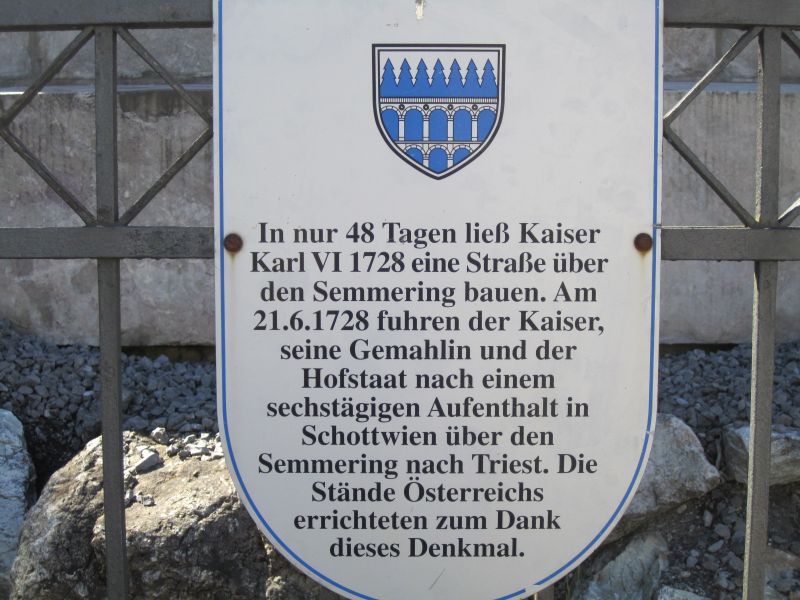 In nur 48 Tagen ließ Kaiser
Karl VI 1728 eine Straße über
den Semmering bauen. Am
21.6.1728 fuhren der Kaiser,
seine Gemahlin und der
Hofstaat nach einem
sechstägigen Aufenthalt in
Schottwien über den
Semmering nach Triest. Die
Stände Österreichs
errichteten zum Dank
dieses Denkmal.